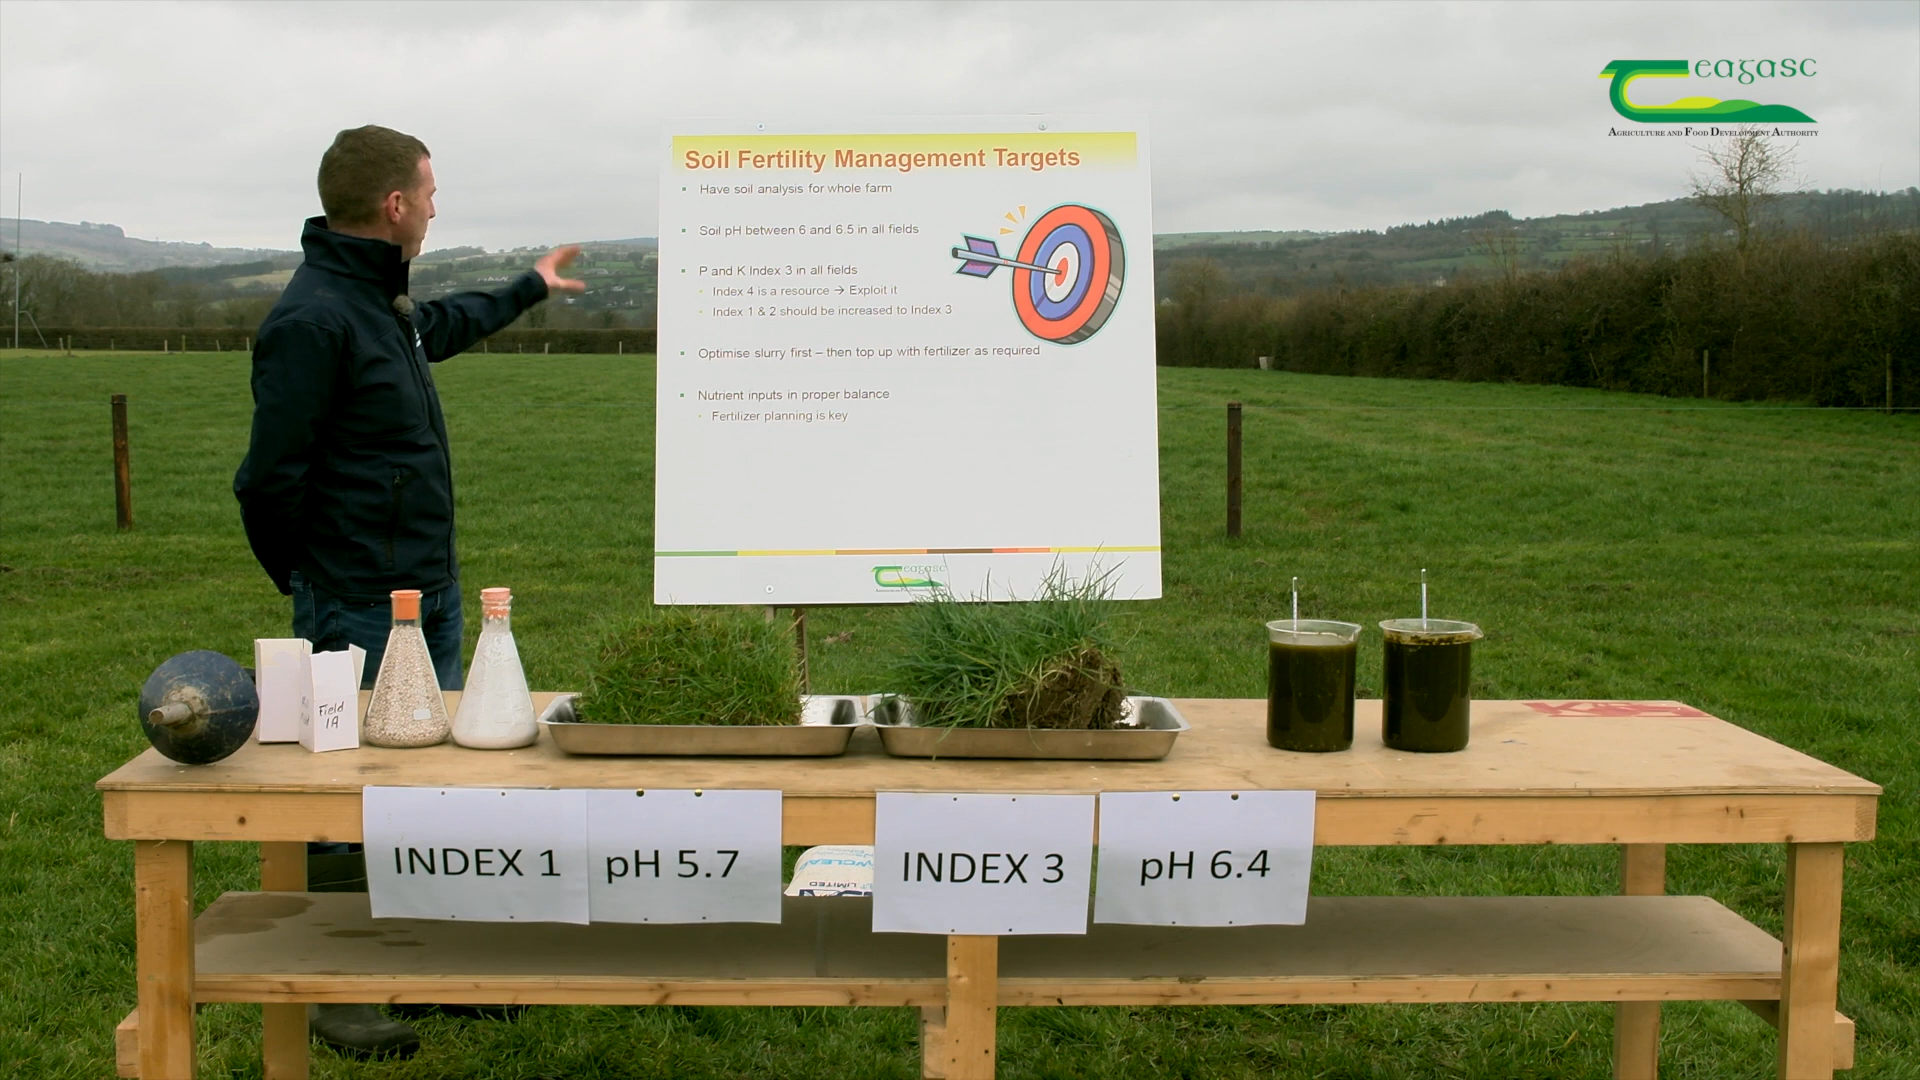 Teagasc
AGRICULTURE AND FOOD DEVELOPMENT AUTHORITY
Soil Fertility Management Targets
Have soil analysis for whole farm
Soil pH between 6 and 6.5 in all fields
P and K Index 3 in all fields
Index 4 is a resource → Exploit it
Index 1 & 2 should be increased to Index 3
Optimise slurry first – then top up with fertilizer as required
Nutrient inputs in proper balance
Fertilizer planning is key
Teagasc
Field
1A
INDEX 1
pH 5.7
LIMITED
INDEX 3
pH 6.4